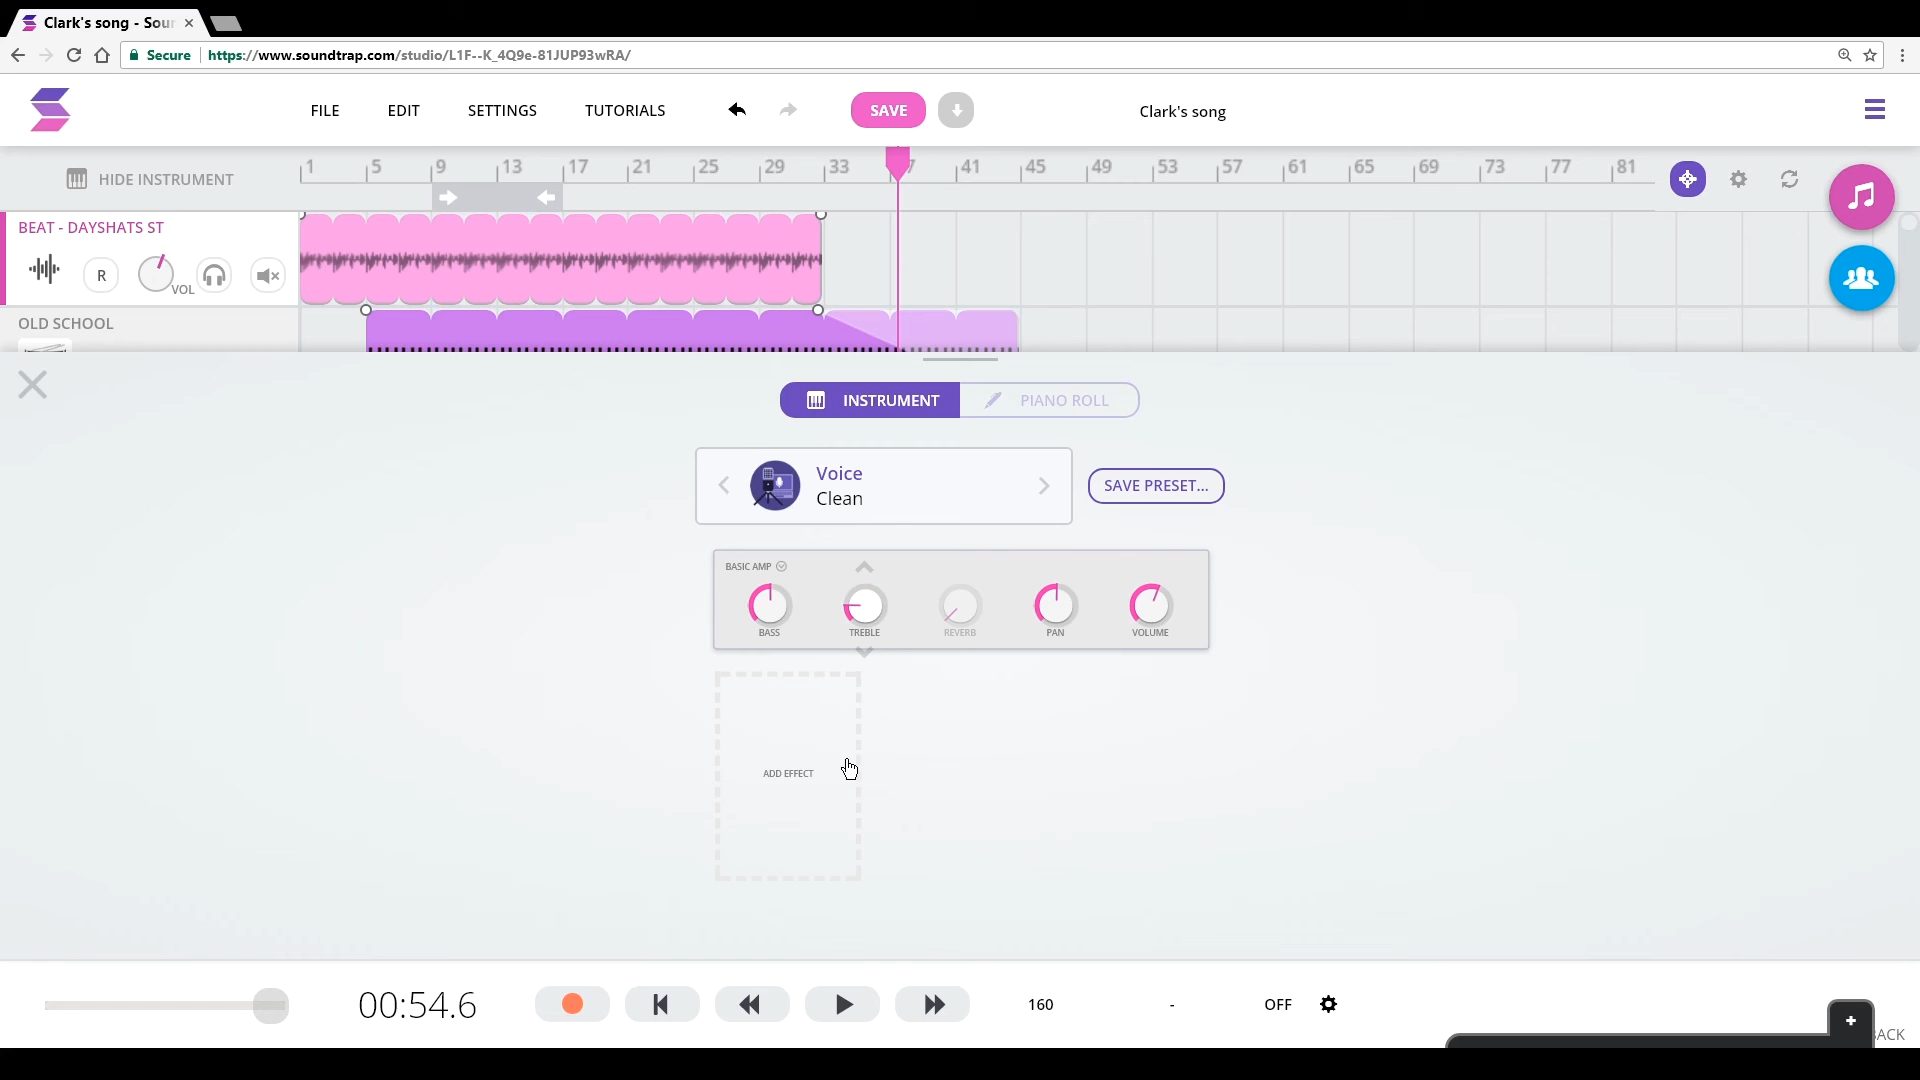 Clark's song - Sour
Secure https://www.soundtrap.com/studio/L1F--K_4Q9e-81JUP93wRA/
FILE EDIT SETTINGS TUTORIALS SAVE Clark's song
HIDE INSTRUMENT 1 5 9 13 17 21 25 29 33 7 41 45 49 53 57 61 65 69 73 77 81
BEAT - DAYSHATS ST
R VOL
OLD SCHOOL
INSTRUMENT PIANO ROLL
Voice
Clean
SAVE PRESET...
BASIC AMP
BASS TREBLE REVERB PAN VOLUME
ADD EFFECT
00:54.6 160 - OFF
+
ACK